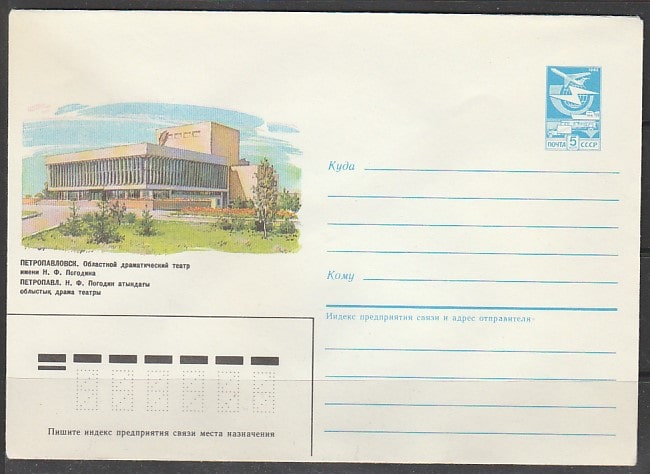 1982
ПОЧТА 5 СССР
Куда
ПЕТРОПАВЛОВСК. Областной драматический театр
имени Н. Ф. Погодина
ПЕТРОПАВЛ. Н. Ф. Погодин атындағы
облыстық драма театры
Кому
Индекс предприятия связи и адрес отправителя
Пишите индекс предприятия связи места назначения